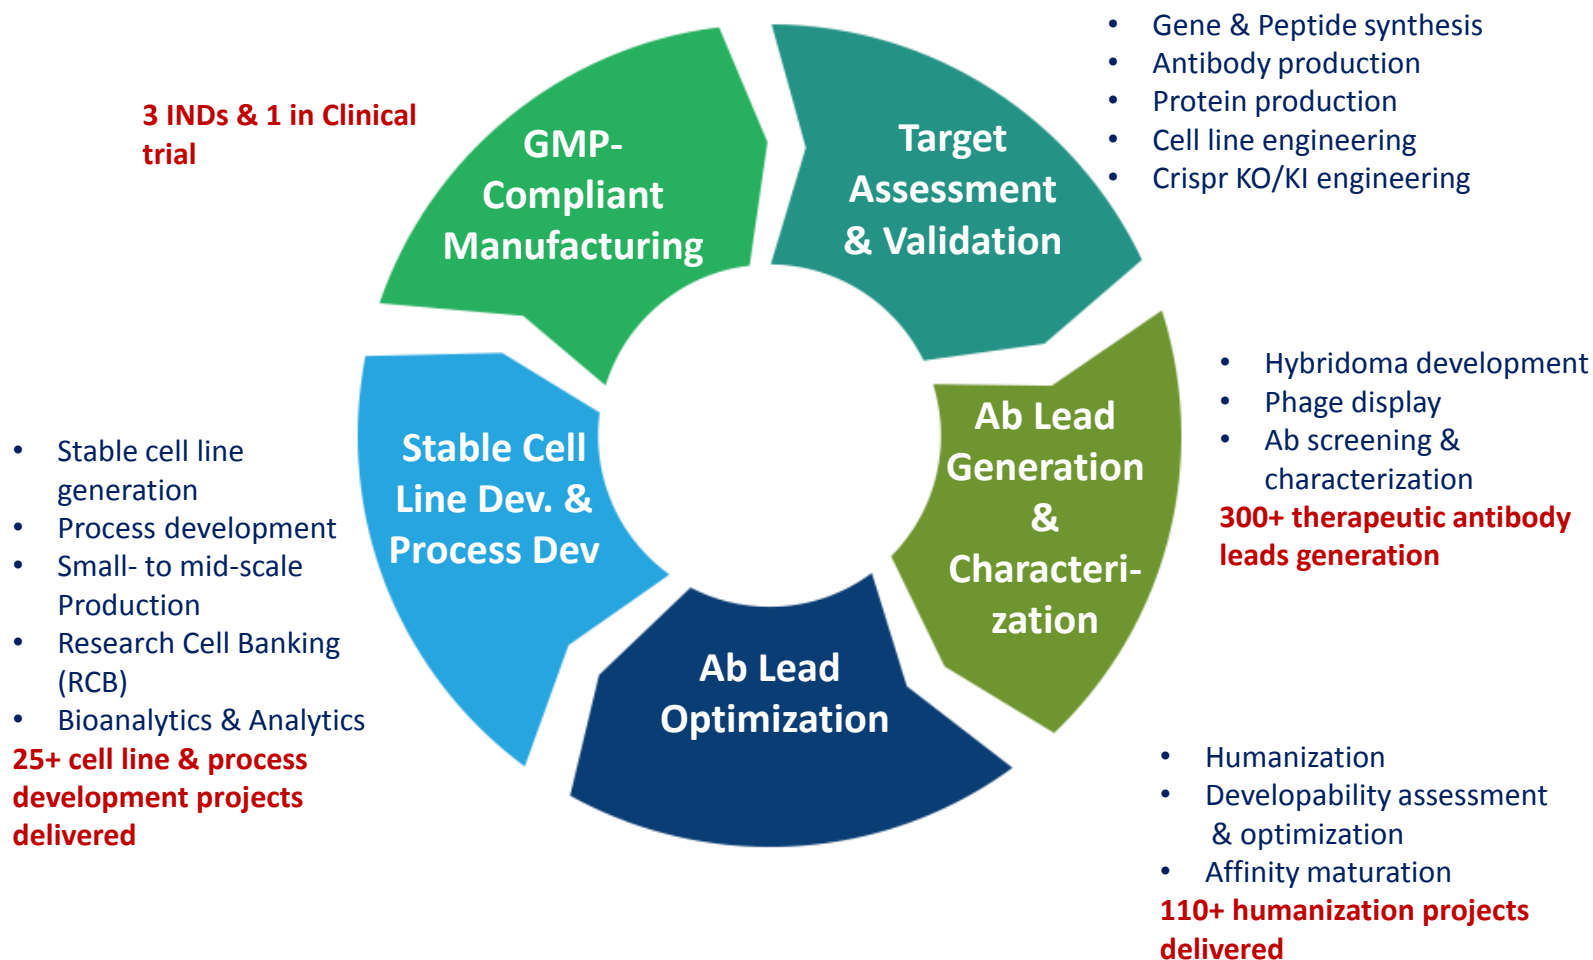 GMP-
Compliant
Manufacturing
3 INDs & 1 in Clinical
trial
Target
Assessment
& Validation
• Gene & Peptide synthesis
• Antibody production
• Protein production
• Cell line engineering
• Crispr KO/KI engineering
Ab Lead
Generation
&
Characteri-
zation
• Hybridoma development
• Phage display
• Ab screening &
characterization
300+ therapeutic antibody
leads generation
Ab Lead
Optimization
• Humanization
• Developability assessment
& optimization
• Affinity maturation
110+ humanization projects
delivered
Stable Cell
Line Dev. &
Process Dev
• Stable cell line
generation
• Process development
• Small- to mid-scale
Production
• Research Cell Banking
(RCB)
• Bioanalytics & Analytics
25+ cell line & process
development projects
delivered